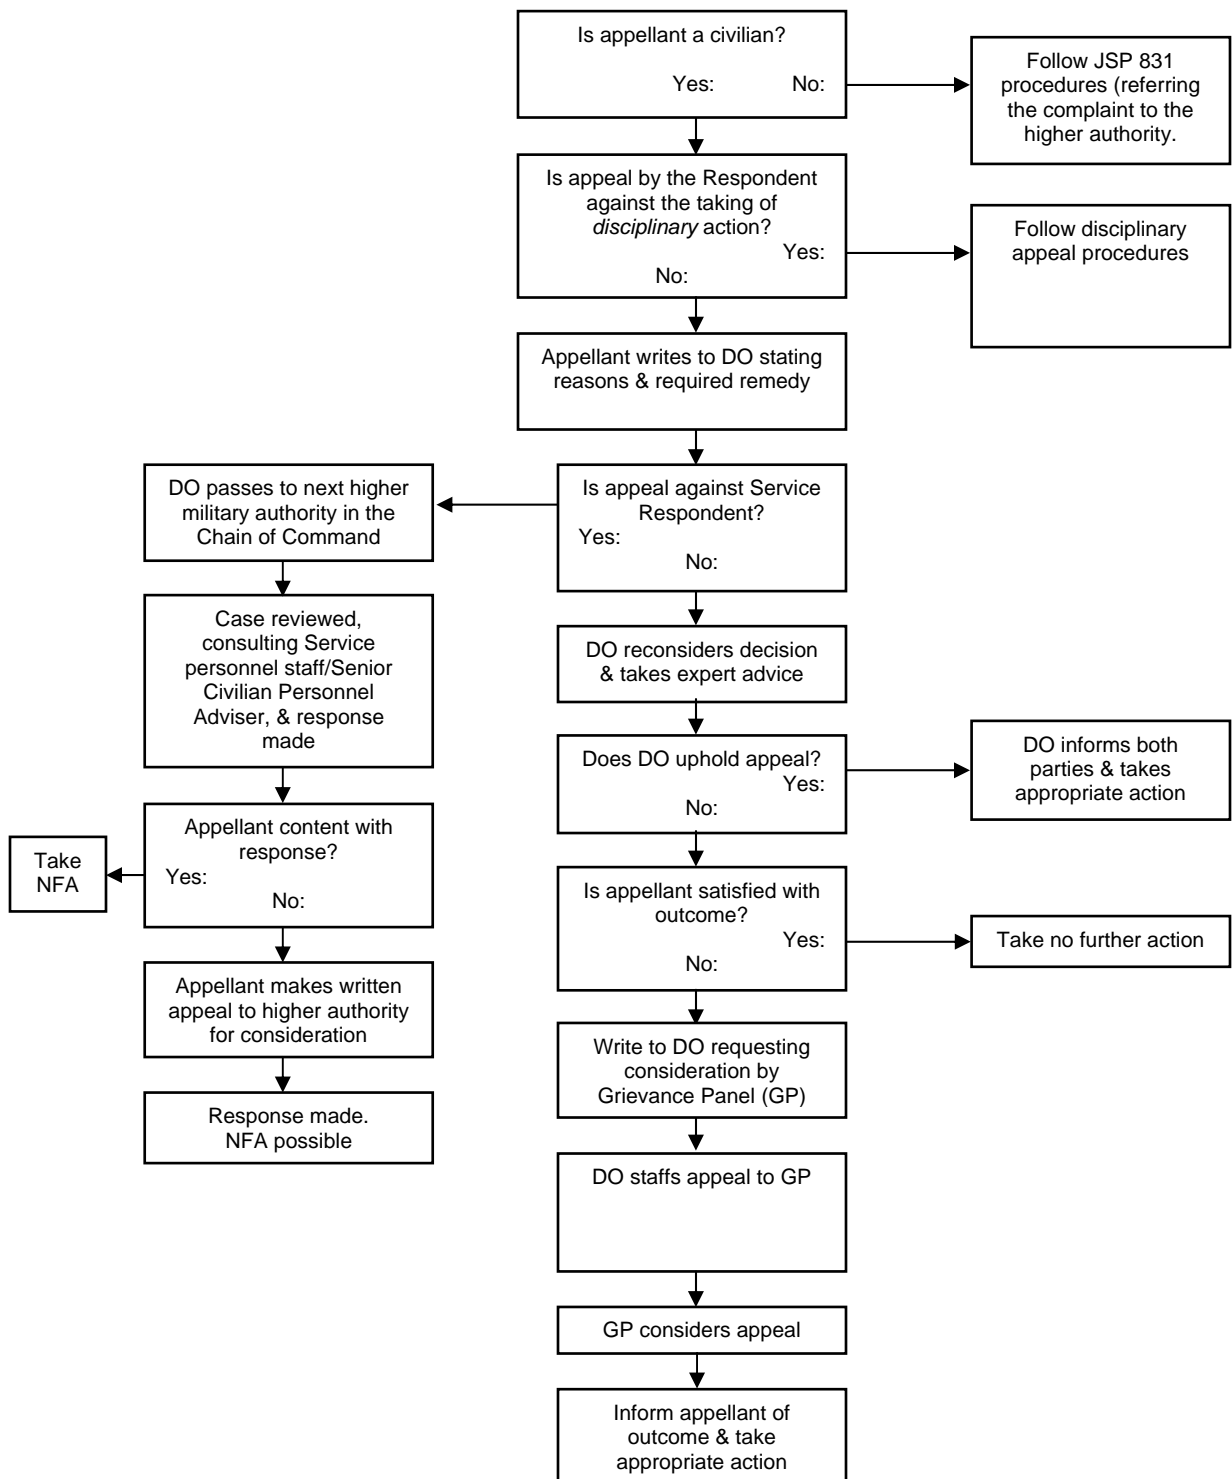 Is appellant a civilian?
Yes: No:
Follow JSP 831
procedures (referring
the complaint to the
higher authority.
Is appeal by the Respondent
against the taking of
disciplinary action?
Yes:
No:
Follow disciplinary
appeal procedures
Appellant writes to DO stating
reasons & required remedy
Is appeal against Service
Respondent?
Yes:
No:
DO passes to next higher
military authority in the
Chain of Command
Case reviewed,
consulting Service
personnel staff/Senior
Civilian Personnel
Adviser, & response
made
Appellant content with
response?
Yes:
No:
Take
NFA
Appellant makes written
appeal to higher authority
for consideration
Response made.
NFA possible
DO reconsiders decision
& takes expert advice
Does DO uphold appeal?
Yes:
No:
DO informs both
parties & takes
appropriate action
Is appellant satisfied with
outcome?
Yes:
No:
Take no further action
Write to DO requesting
consideration by
Grievance Panel (GP)
DO staffs appeal to GP
GP considers appeal
Inform appellant of
outcome & take
appropriate action